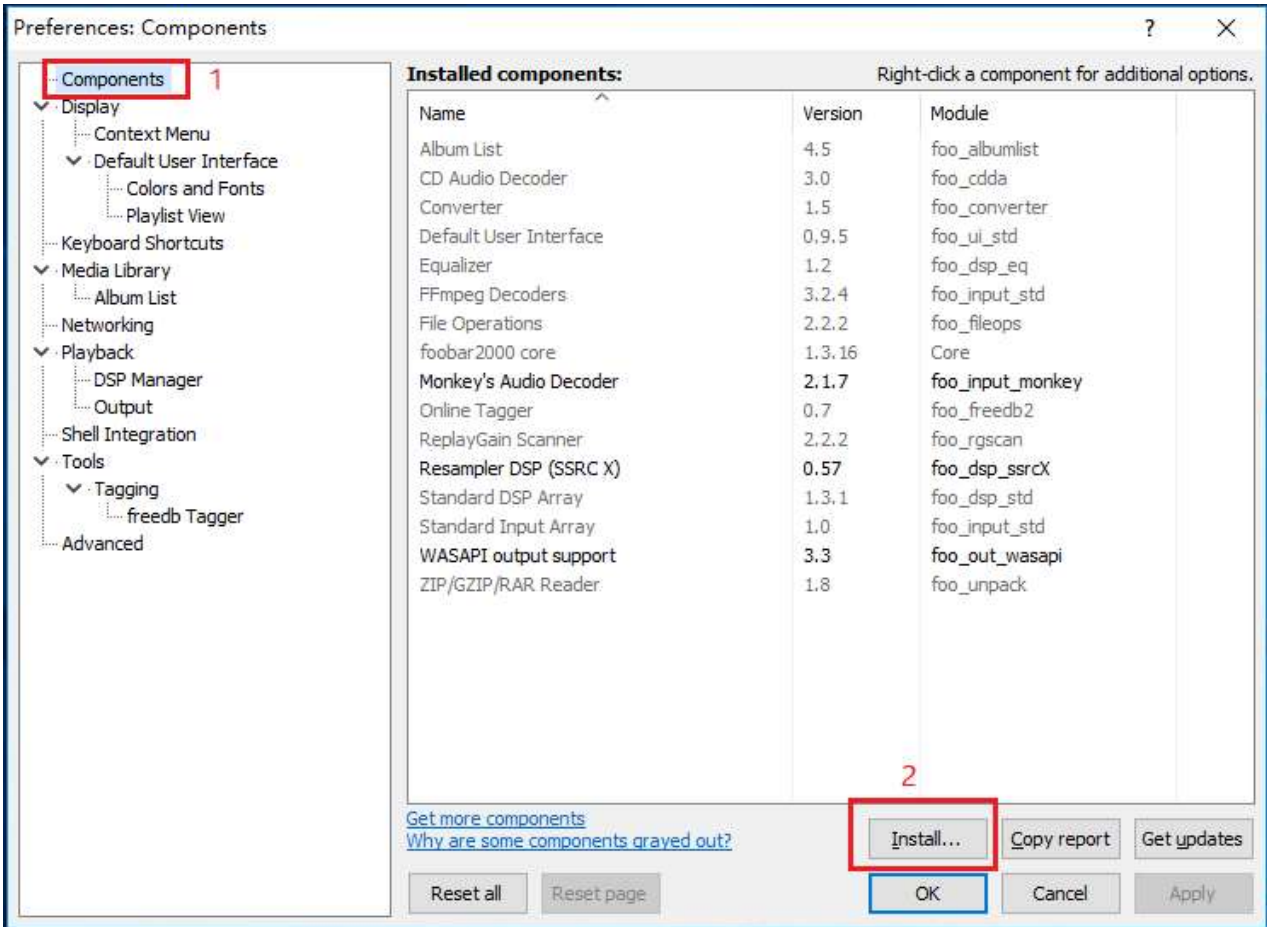 Preferences: Components ?
Components 1
Display
Context Menu
Default User Interface
Colors and Fonts
Playlist View
Keyboard Shortcuts
Media Library
Album List
Networking
Playback
DSP Manager
Output
Shell Integration
Tools
Tagging
freedb Tagger
Advanced
Installed components: Right-click a component for additional options.
Name Version Module
Album List 4.5 foo_albumlist
CD Audio Decoder 3.0 foo_cdda
Converter 1.5 foo_converter
Default User Interface 0.9.5 foo_ui_std
Equalizer 1.2 foo_dsp_eq
FFmpeg Decoders 3.2.4 foo_input_std
File Operations 2.2.2 foo_fileops
foobar2000 core 1.3.16 Core
Monkey's Audio Decoder 2.1.7 foo_input_monkey
Online Tagger 0.7 foo_freedb2
ReplayGain Scanner 2.2.2 foo_rgscan
Resampler DSP (SSRC X) 0.57 foo_dsp_ssrcX
Standard DSP Array 1.3.1 foo_dsp_std
Standard Input Array 1.0 foo_input_std
WASAPI output support 3.3 foo_out_wasapi
ZIP/GZIP/RAR Reader 1.8 foo_unpack
2
Get more components
Why are some components grayed out?
Install... Copy report Get updates
Reset all Reset page OK Cancel Apply